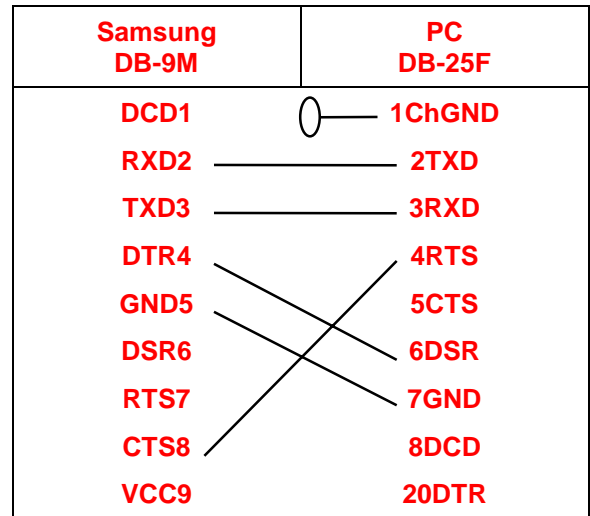 Samsung PC
DB-9M DB-25F
DCD1 1ChGND
RXD2 2TXD
TXD3 3RXD
DTR4 4RTS
GND5 5CTS
DSR6 6DSR
RTS7 7GND
CTS8 8DCD
VCC9 20DTR